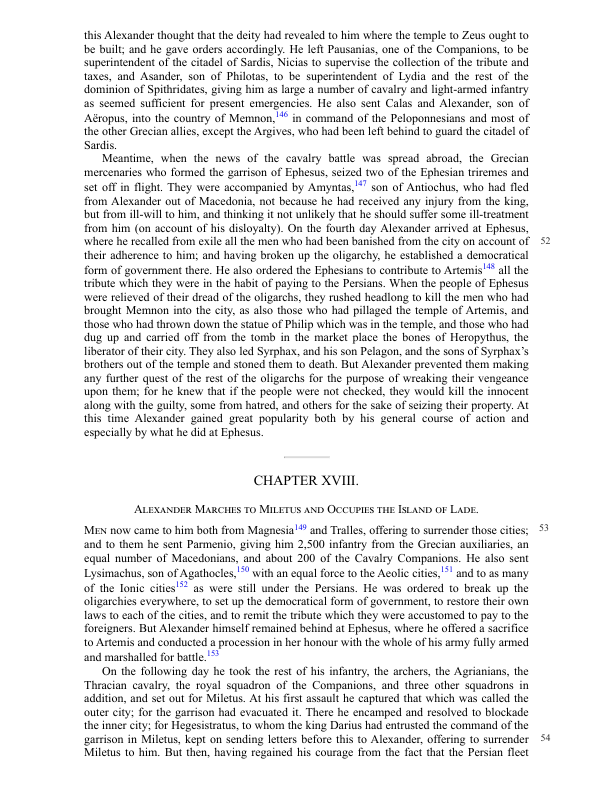 this Alexander thought that the deity had revealed to him where the temple to Zeus ought to
be built; and he gave orders accordingly. He left Pausanias, one of the Companions, to be
superintendent of the citadel of Sardis, Nicias to supervise the collection of the tribute and
taxes, and Asander, son of Philotas, to be superintendent of Lydia and the rest of the
dominion of Spithridates, giving him as large a number of cavalry and light-armed infantry
as seemed sufficient for present emergencies. He also sent Calas and Alexander, son of
Aëropus, into the country of Memnon,146 in command of the Peloponnesians and most of
the other Grecian allies, except the Argives, who had been left behind to guard the citadel of
Sardis.
Meantime, when the news of the cavalry battle was spread abroad, the Grecian
mercenaries who formed the garrison of Ephesus, seized two of the Ephesian triremes and
set off in flight. They were accompanied by Amyntas,147 son of Antiochus, who had fled
from Alexander out of Macedonia, not because he had received any injury from the king,
but from ill-will to him, and thinking it not unlikely that he should suffer some ill-treatment
from him (on account of his disloyalty). On the fourth day Alexander arrived at Ephesus,
where he recalled from exile all the men who had been banished from the city on account of 52
their adherence to him; and having broken up the oligarchy, he established a democratical
form of government there. He also ordered the Ephesians to contribute to Artemis148 all the
tribute which they were in the habit of paying to the Persians. When the people of Ephesus
were relieved of their dread of the oligarchs, they rushed headlong to kill the men who had
brought Memnon into the city, as also those who had pillaged the temple of Artemis, and
those who had thrown down the statue of Philip which was in the temple, and those who had
dug up and carried off from the tomb in the market place the bones of Heropythus, the
liberator of their city. They also led Syrphax, and his son Pelagon, and the sons of Syrphax's
brothers out of the temple and stoned them to death. But Alexander prevented them making
any further quest of the rest of the oligarchs for the purpose of wreaking their vengeance
upon them; for he knew that if the people were not checked, they would kill the innocent
along with the guilty, some from hatred, and others for the sake of seizing their property. At
this time Alexander gained great popularity both by his general course of action and
especially by what he did at Ephesus.
CHAPTER XVIII.
Alexander Marches to Miletus and Occupies the Island of Lade.
Men now came to him both from Magnesia149 and Tralles, offering to surrender those cities; 53
and to them he sent Parmenio, giving him 2,500 infantry from the Grecian auxiliaries, an
equal number of Macedonians, and about 200 of the Cavalry Companions. He also sent
Lysimachus, son of Agathocles,150 with an equal force to the Aeolic cities,151 and to as many
of the Ionic cities152 as were still under the Persians. He was ordered to break up the
oligarchies everywhere, to set up the democratical form of government, to restore their own
laws to each of the cities, and to remit the tribute which they were accustomed to pay to the
foreigners. But Alexander himself remained behind at Ephesus, where he offered a sacrifice
to Artemis and conducted a procession in her honour with the whole of his army fully armed
and marshalled for battle.153
On the following day he took the rest of his infantry, the archers, the Agrianians, the
Thracian cavalry, the royal squadron of the Companions, and three other squadrons in
addition, and set out for Miletus. At his first assault he captured that which was called the
outer city; for the garrison had evacuated it. There he encamped and resolved to blockade
the inner city; for Hegesistratus, to whom the king Darius had entrusted the command of the
garrison in Miletus, kept on sending letters before this to Alexander, offering to surrender 54
Miletus to him. But then, having regained his courage from the fact that the Persian fleet